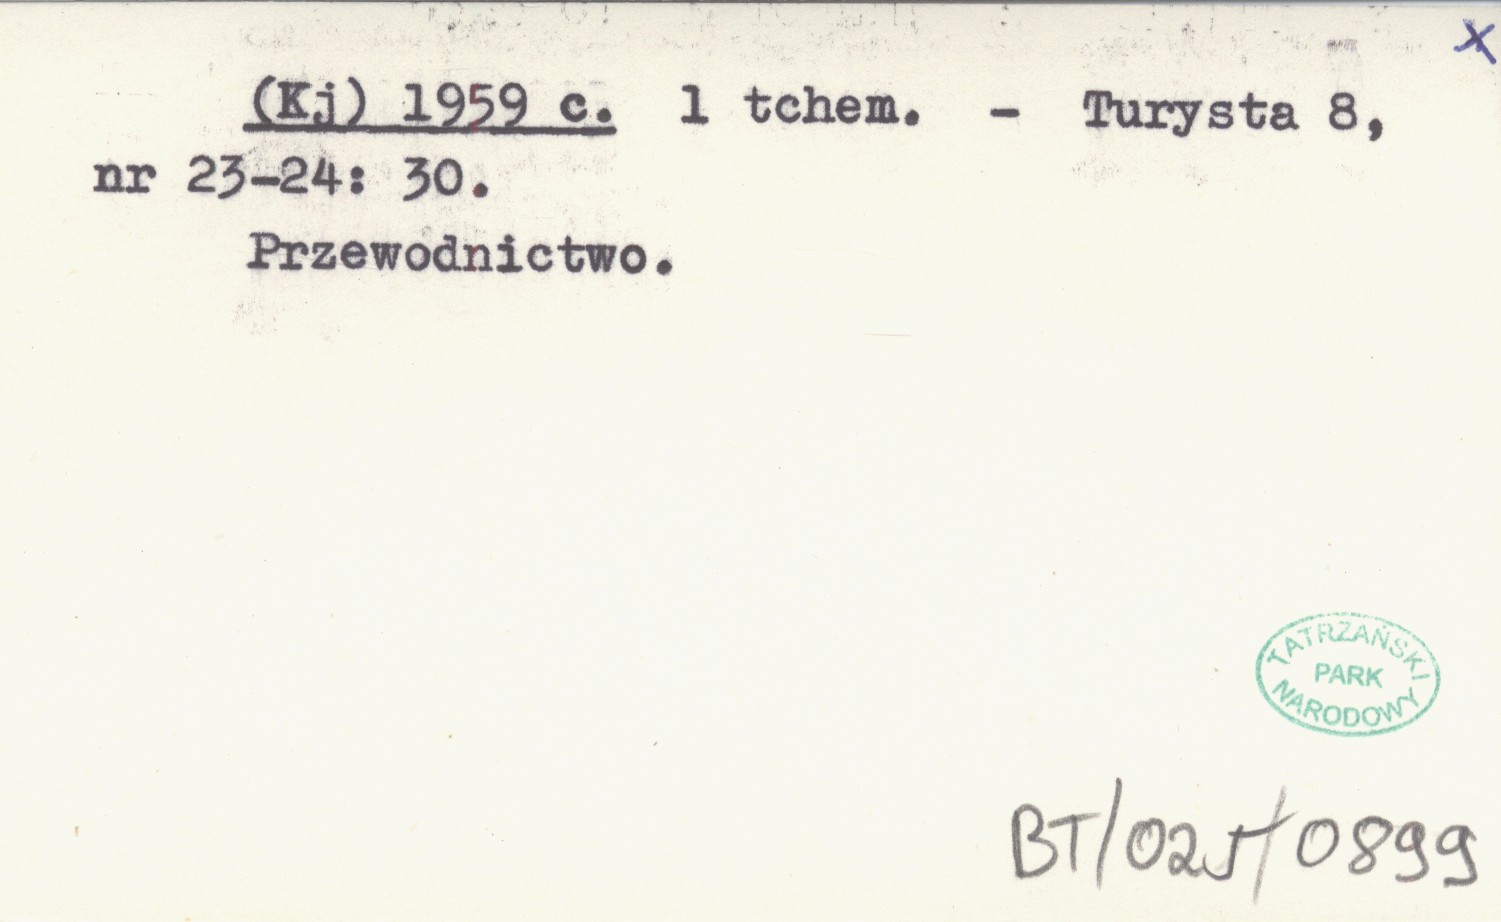 x
(Kj) 1959 c. 1 tchem. - Turysta 8,
nr 23-24: 30.
Przewodnictwo.
TATRZAŃSKI
PARK
NARODOWY
BT/025/0899